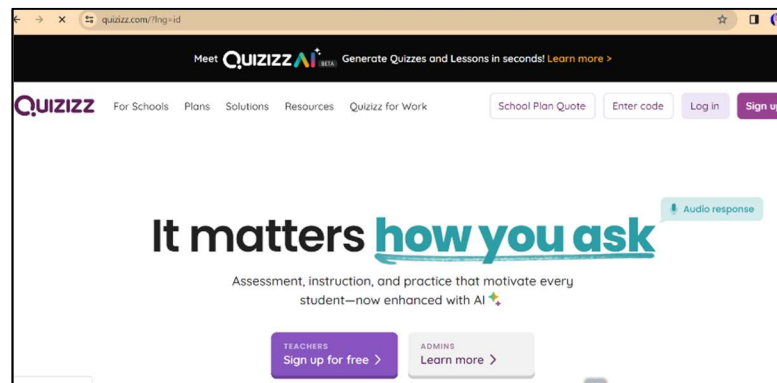 quizizz.com/?lng=id
Meet QUIZIZZ AI BETA Generate Quizzes and Lessons in seconds! Learn more >
QUIZIZZ For Schools Plans Solutions Resources Quizizz for Work School Plan Quote Enter code Log in Sign up
Audio response
It matters how you ask
Assessment, instruction, and practice that motivate every
student—now enhanced with AI
TEACHERS
Sign up for free >
ADMINS
Learn more >